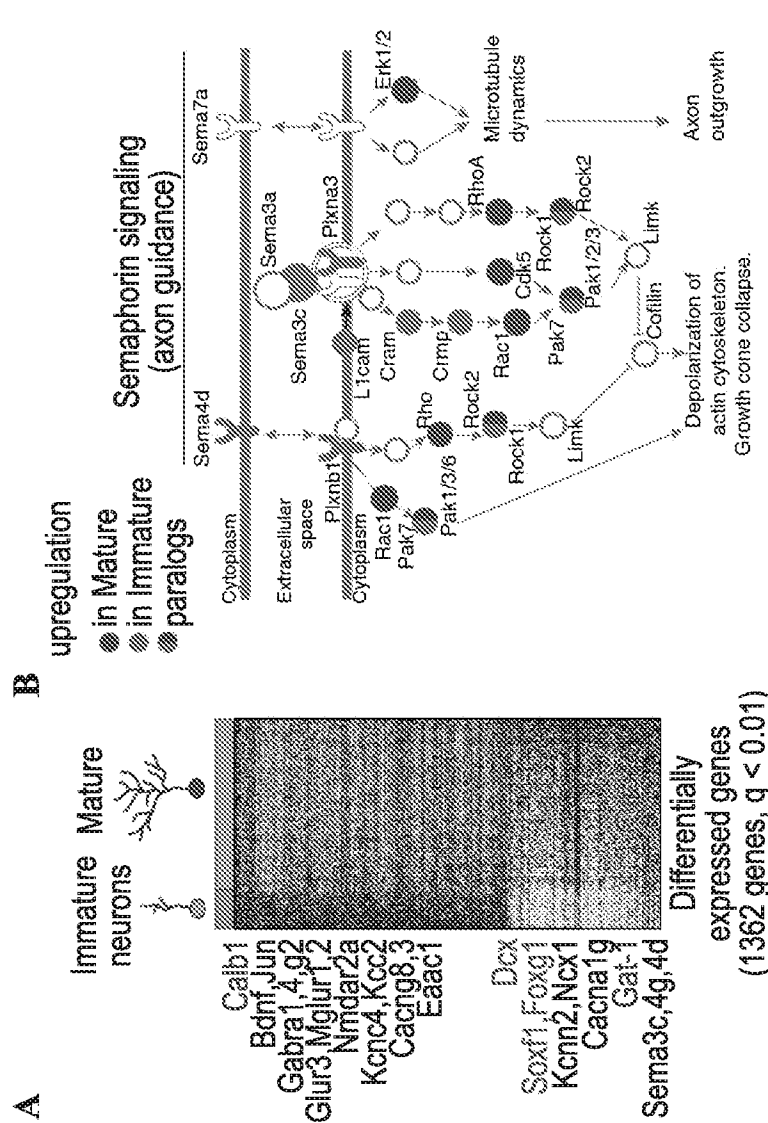 A
Immature
neurons
Mature
Calb1
Bdnf,Jun
Gabra1,4,g2
Glur3 Mglur1,2
Nmdar2a
Kcnc4,Kcc2
Cacng8,3
Eaac1
Dcx
Soxf1,Foxg1
Kcnn2,Ncx1
Cacna1g
Gat-1
Sema3c,4g,4d
Differentially
expressed genes
(1362 genes, q < 0.01)
B
upregulation
in Mature
in Immature
paralogs
Semaphorin signaling
(axon guidance)
Sema4d
Sema7a
Cytoplasm
Extracellular
space
Sema3a
Sema3c
Plxnb1
Plxna3
Cytoplasm
L1cam
Rac1
Pak7
Pak1/3/6
Rho
Rock2
Rock1
Limk
Cram
Crmp
Rac1
Pak7
Cdk5
Pak1/2/3
RhoA
Rock1
Rock2
Limk
Cofilin
Erk1/2
Microtubule
dynamics
Depolarization of
actin cytoskeleton.
Growth cone collapse.
Axon
outgrowth